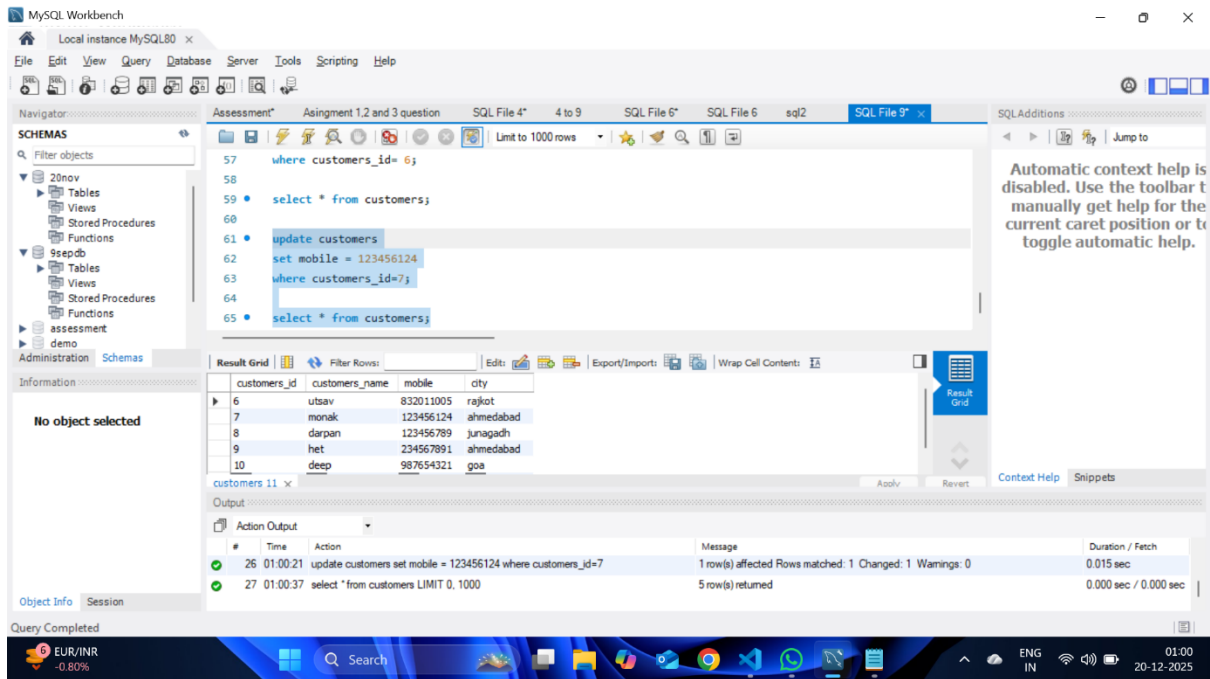 MySQL Workbench
Local instance MySQL80
File Edit View Query Database Server Tools Scripting Help
Navigator
SCHEMAS
Filter objects
20nov
Tables
Views
Stored Procedures
Functions
9sepdb
Tables
Views
Stored Procedures
Functions
assessment
demo
Administration Schemas
Information
No object selected
Object Info Session
Query Completed
Assessment* Asingment 1,2 and 3 question SQL File 4* 4 to 9 SQL File 6* SQL File 6 sql2 SQL File 9*
Limit to 1000 rows
57 where customers_id= 6;
58
59 select * from customers;
60
61 update customers
62 set mobile = 123456124
63 where customers_id=7;
64
65 select * from customers;
Result Grid Filter Rows: Edit: Export/Import: Wrap Cell Content:
customers_id customers_name mobile city
6 utsav 832011005 rajkot
7 monak 123456124 ahmedabad
8 darpan 123456789 junagadh
9 het 234567891 ahmedabad
10 deep 987654321 goa
Result
Grid
customers 11 Apply Revert
Output
Action Output
# Time Action Message Duration / Fetch
26 01:00:21 update customers set mobile = 123456124 where customers_id=7 1 row(s) affected Rows matched: 1 Changed: 1 Warnings: 0 0.015 sec
27 01:00:37 select * from customers LIMIT 0, 1000 5 row(s) returned 0.000 sec / 0.000 sec
SQLAdditions
Jump to
Automatic context help is
disabled. Use the toolbar t
manually get help for the
current caret position or to
toggle automatic help.
Context Help Snippets
6
EUR/INR
-0.80%
Search
ENG
IN
01:00
20-12-2025